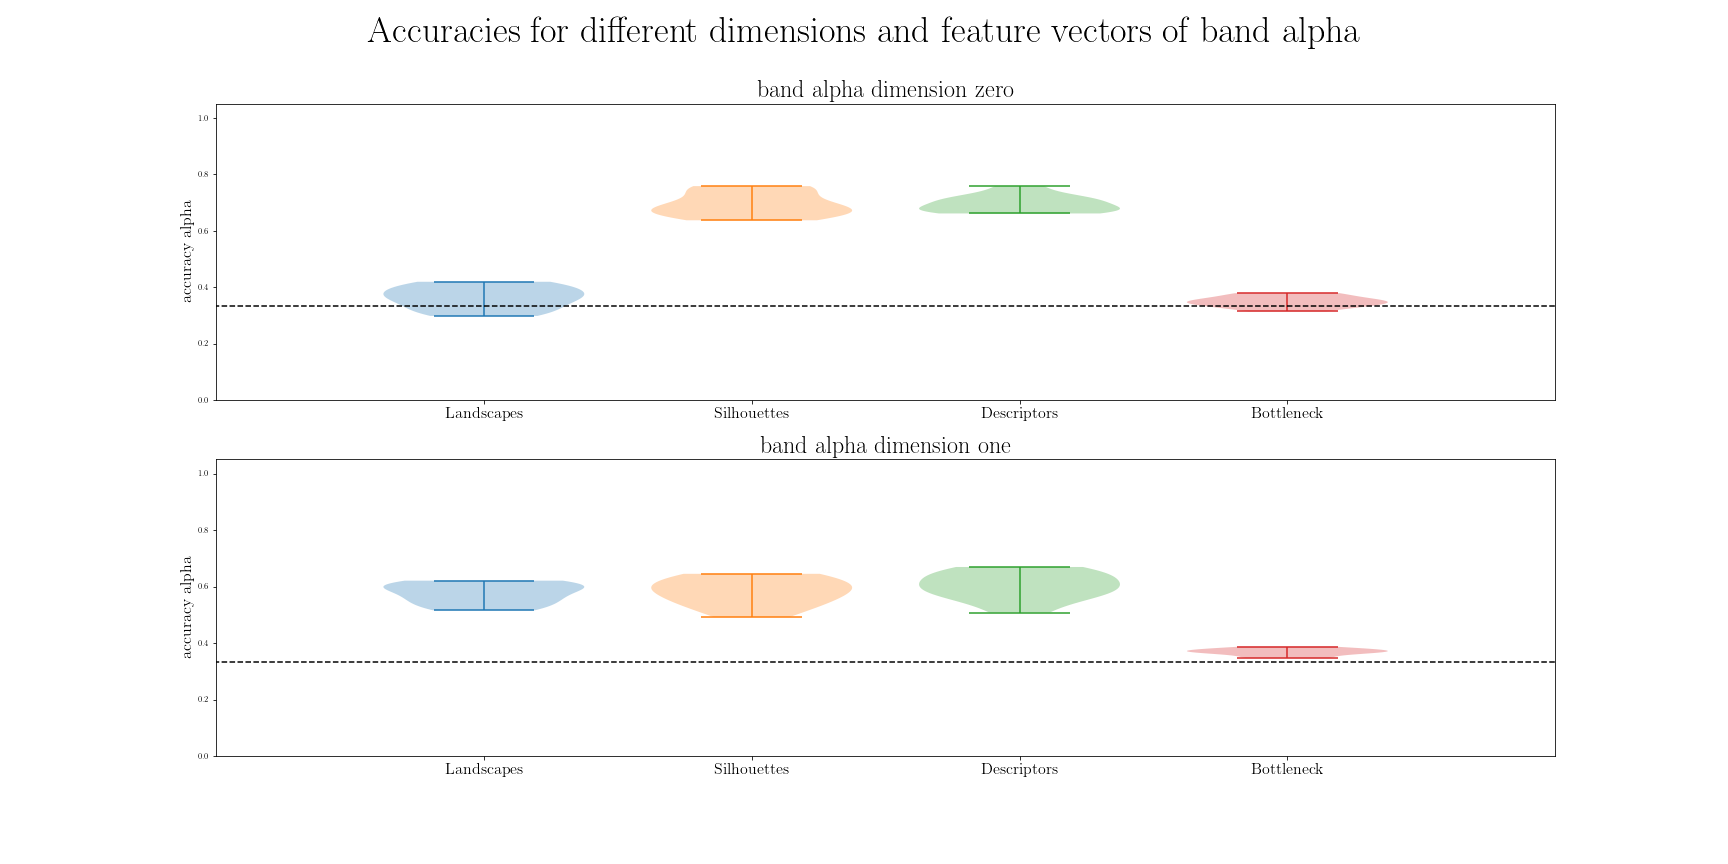 Accuracies for different dimensions and feature vectors of band alpha
band alpha dimension zero
accuracy alpha
1.0
0.8
0.6
0.4
0.2
0.0
Landscapes Silhouettes Descriptors Bottleneck
band alpha dimension one
accuracy alpha
1.0
0.8
0.6
0.4
0.2
0.0
Landscapes Silhouettes Descriptors Bottleneck